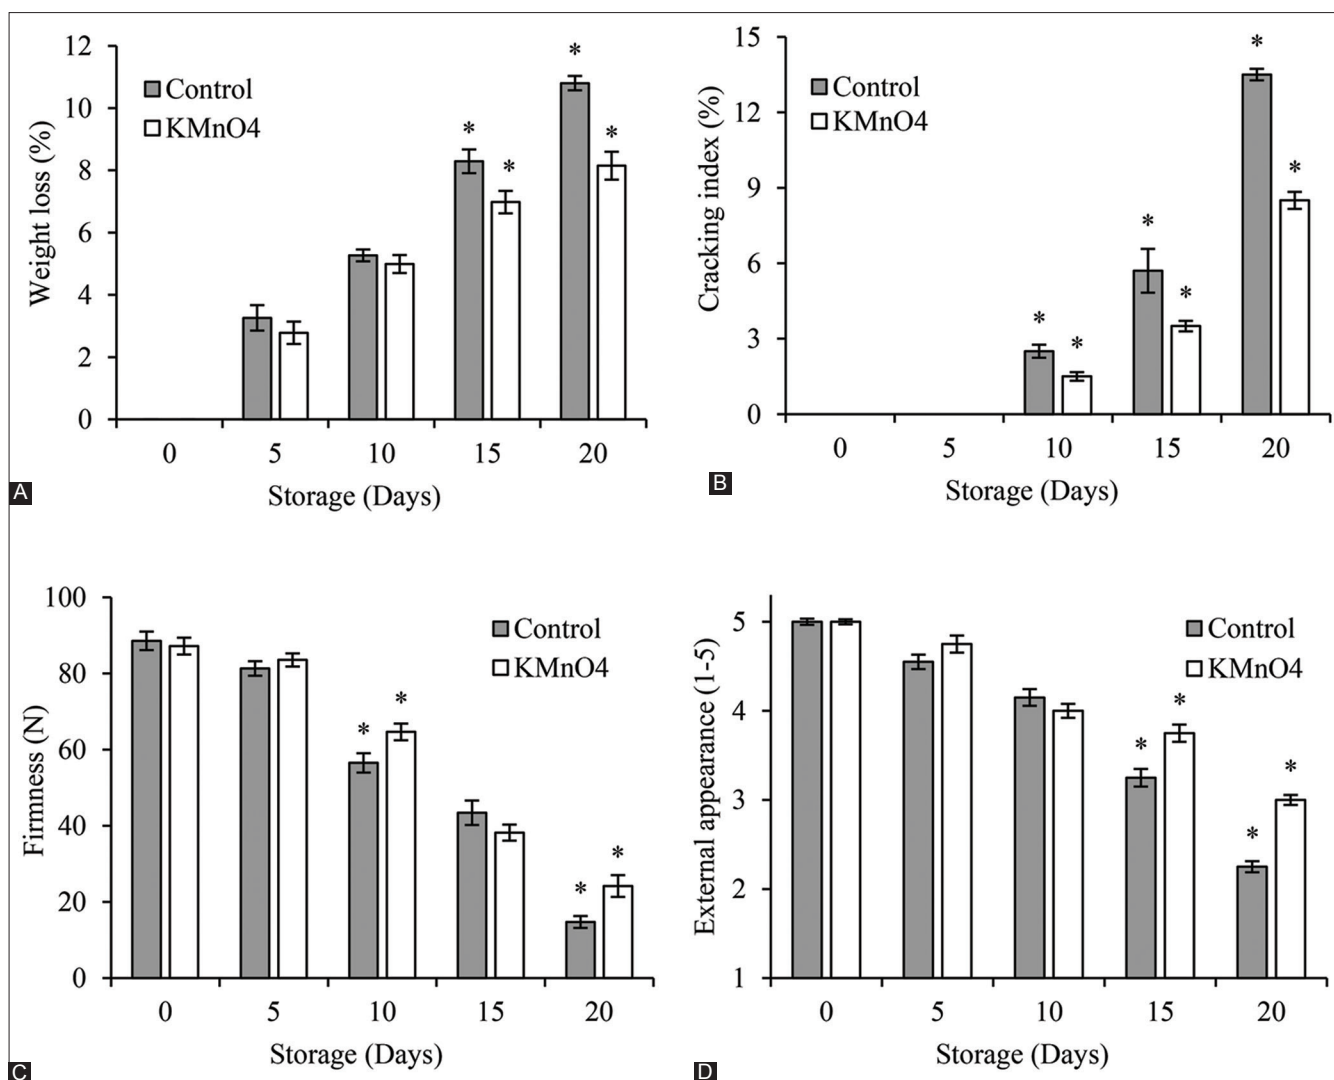 12
10
8
6
4
2
0
Weight loss (%)
Control
KMnO4
*
*
*
*
0 5 10 15 20
Storage (Days)
A
15
12
9
6
3
0
Cracking index (%)
Control
KMnO4
*
*
*
*
*
*
0 5 10 15 20
Storage (Days)
B
100
80
60
40
20
0
Firmness (N)
Control
KMnO4
*
*
*
*
0 5 10 15 20
Storage (Days)
C
5
4
3
2
1
External appearance (1-5)
Control
KMnO4
*
*
*
*
0 5 10 15 20
Storage (Days)
D